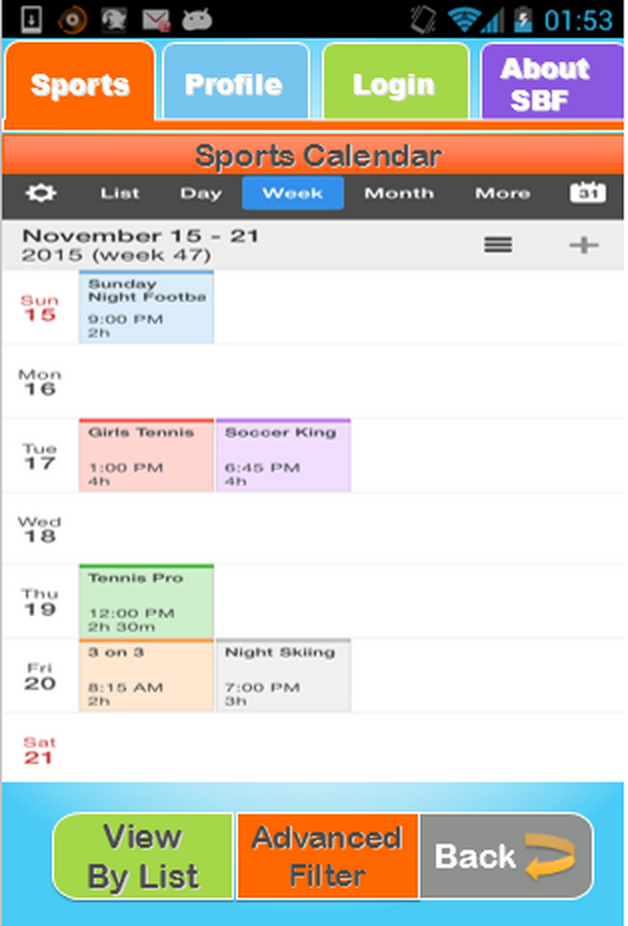 01:53
Sports
Profile
Login
About
SBF
Sports Calendar
List
Day
Week
Month
More
31
November 15 - 21
2015 (week 47)
Sun
15
Sunday
Night Footba
9:00 PM
2h
Mon
16
Tue
17
Girls Tennis
1:00 PM
4h
Soccer King
6:45 PM
4h
Wed
18
Thu
19
Tennis Pro
12:00 PM
2h 30m
Fri
20
3 on 3
8:15 AM
2h
Night Skiing
7:00 PM
3h
Sat
21
View
By List
Advanced
Filter
Back